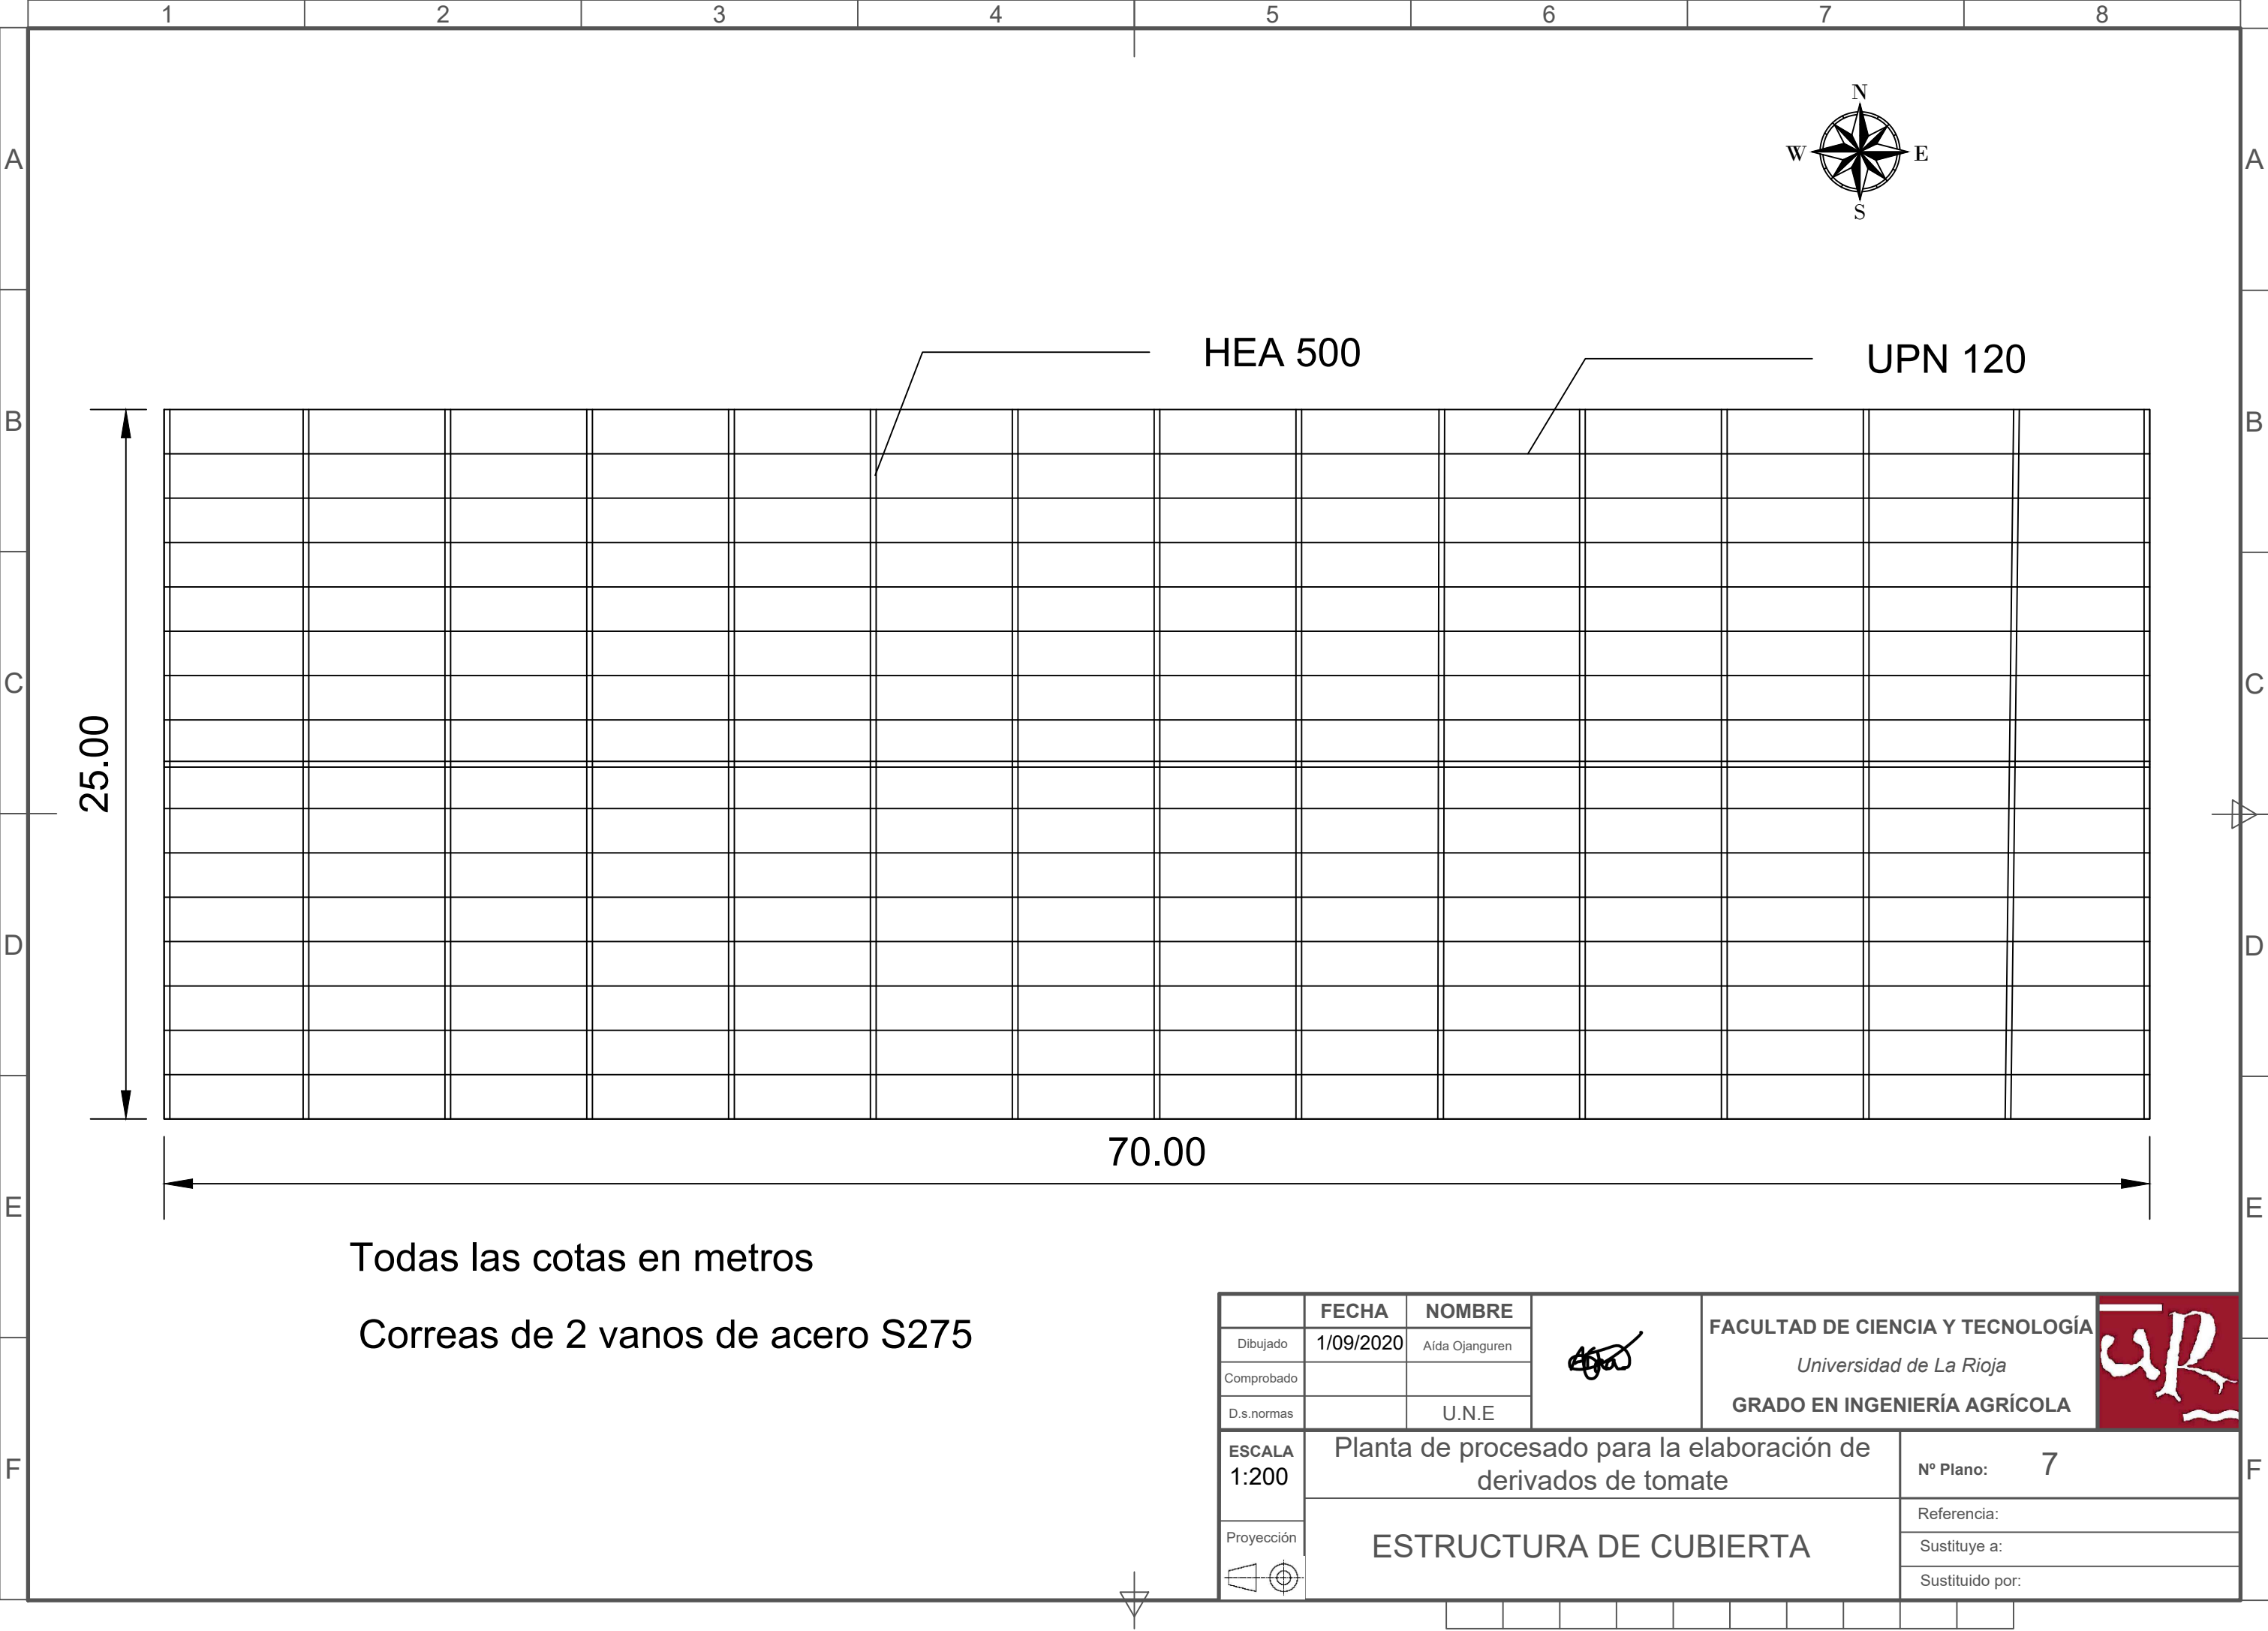 1 2 3 4 5 6 7 8
N
A W E A
S
HEA 500 UPN 120
B B
C C
25.00
D D
70.00
E E
Todas las cotas en metros
Correas de 2 vanos de acero S275
FECHA NOMBRE
Dibujado 1/09/2020 Aída Ojanguren
Comprobado
D.s.normas U.N.E
FACULTAD DE CIENCIA Y TECNOLOGÍA
Universidad de La Rioja
GRADO EN INGENIERÍA AGRÍCOLA
uR
ESCALA
1:200
Planta de procesado para la elaboración de
derivados de tomate
Nº Plano: 7
F F
Referencia:
Proyección
ESTRUCTURA DE CUBIERTA
Sustituye a:
Sustituido por: